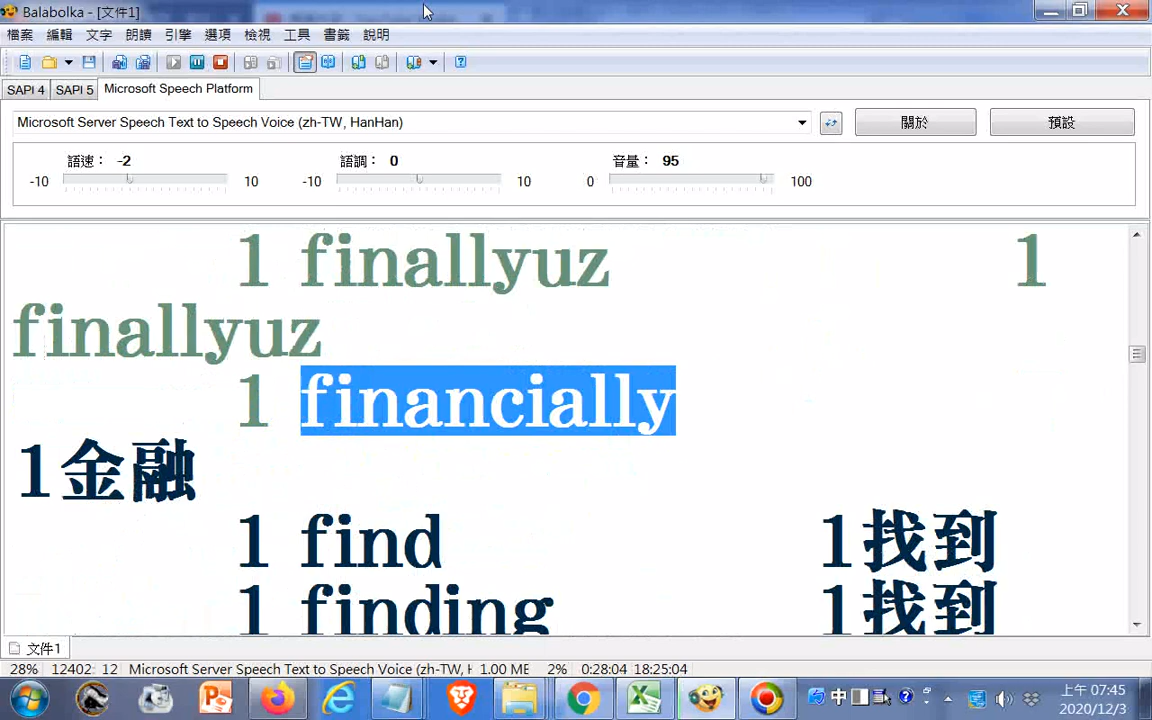 Balabolka - [文件1]
檔案 編輯 文字 朗讀 引擎 選項 檢視 工具 書籤 說明
SAPI 4 SAPI 5 Microsoft Speech Platform
Microsoft Server Speech Text to Speech Voice (zh-TW, HanHan) 關於 預設
語速： -2 語調： 0 音量： 95
-10 10 -10 10 0 100
1 finallyuz 1
finallyuz
1 financially
1金融
1 find 1找到
1 finding 1找到
文件1
28% 12402: 12 Microsoft Server Speech Text to Speech Voice (zh-TW, 1.00 ME 2% 0:28:04 18:25:04
中 上午 07:45
2020/12/3